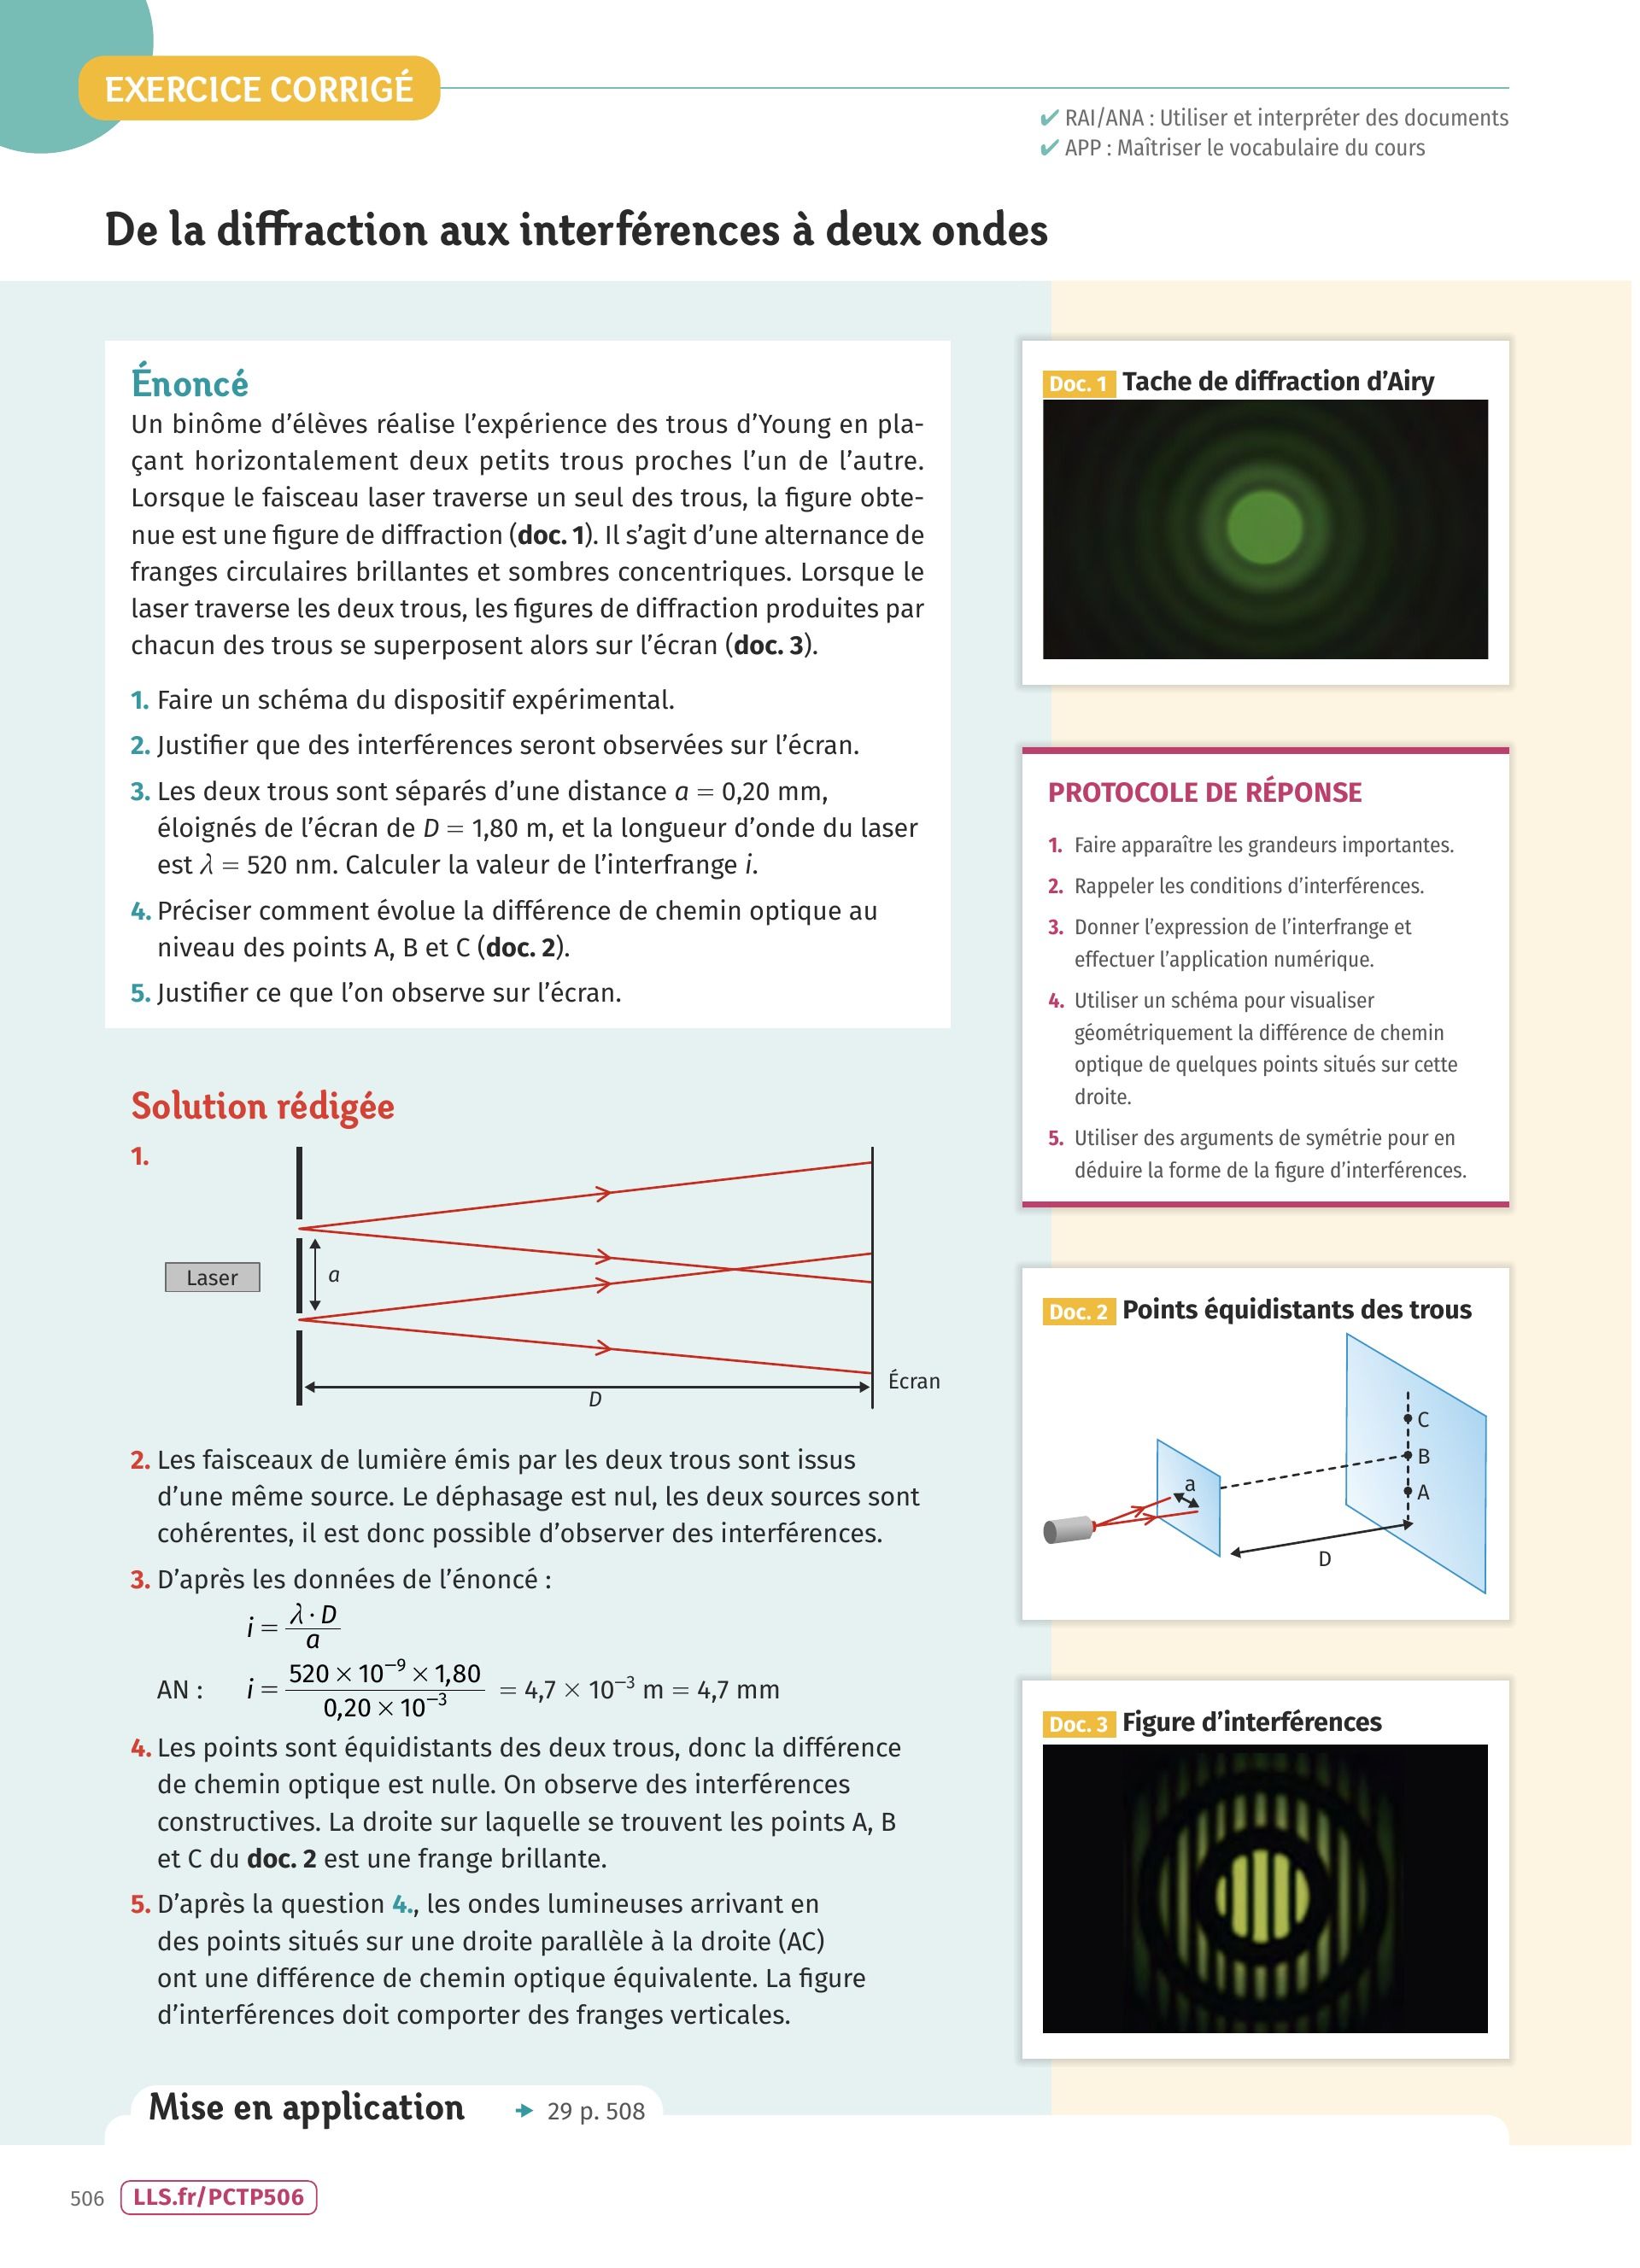 EXERCICE CORRIGÉ
✔ RAI/ANA : Utiliser et interpréter des documents
✔ APP : Maîtriser le vocabulaire du cours
De la diffraction aux interférences à deux ondes
Énoncé
Un binôme d’élèves réalise l’expérience des trous d’Young en pla-
çant horizontalement deux petits trous proches l’un de l’autre.
Lorsque le faisceau laser traverse un seul des trous, la figure obte-
nue est une figure de diffraction (doc. 1). Il s’agit d’une alternance de
franges circulaires brillantes et sombres concentriques. Lorsque le
laser traverse les deux trous, les figures de diffraction produites par
chacun des trous se superposent alors sur l’écran (doc. 3).
1. Faire un schéma du dispositif expérimental.
2. Justifier que des interférences seront observées sur l’écran.
3. Les deux trous sont séparés d’une distance a = 0,20 mm,
éloignés de l’écran de D = 1,80 m, et la longueur d’onde du laser
est λ = 520 nm. Calculer la valeur de l’interfrange i.
4. Préciser comment évolue la différence de chemin optique au
niveau des points A, B et C (doc. 2).
5. Justifier ce que l’on observe sur l’écran.
Solution rédigée
1.
Laser
a
D
Écran
2. Les faisceaux de lumière émis par les deux trous sont issus
d’une même source. Le déphasage est nul, les deux sources sont
cohérentes, il est donc possible d’observer des interférences.
3. D’après les données de l’énoncé :
i = λ · D / a
AN : i = 520 × 10⁻⁹ × 1,80 / 0,20 × 10⁻³ = 4,7 × 10⁻³ m = 4,7 mm
4. Les points sont équidistants des deux trous, donc la différence
de chemin optique est nulle. On observe des interférences
constructives. La droite sur laquelle se trouvent les points A, B
et C du doc. 2 est une frange brillante.
5. D’après la question 4., les ondes lumineuses arrivant en
des points situés sur une droite parallèle à la droite (AC)
ont une différence de chemin optique équivalente. La figure
d’interférences doit comporter des franges verticales.
Doc. 1 Tache de diffraction d’Airy
PROTOCOLE DE RÉPONSE
1. Faire apparaître les grandeurs importantes.
2. Rappeler les conditions d’interférences.
3. Donner l’expression de l’interfrange et
effectuer l’application numérique.
4. Utiliser un schéma pour visualiser
géométriquement la différence de chemin
optique de quelques points situés sur cette
droite.
5. Utiliser des arguments de symétrie pour en
déduire la forme de la figure d’interférences.
Doc. 2 Points équidistants des trous
C
B
a
A
D
Doc. 3 Figure d’interférences
Mise en application
29 p. 508
506
LLS.fr/PCTP506